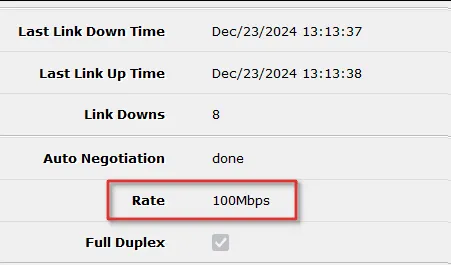 Last Link Down Time Dec/23/2024 13:13:37
Last Link Up Time Dec/23/2024 13:13:38
Link Downs 8
Auto Negotiation done
Rate 100Mbps
Full Duplex